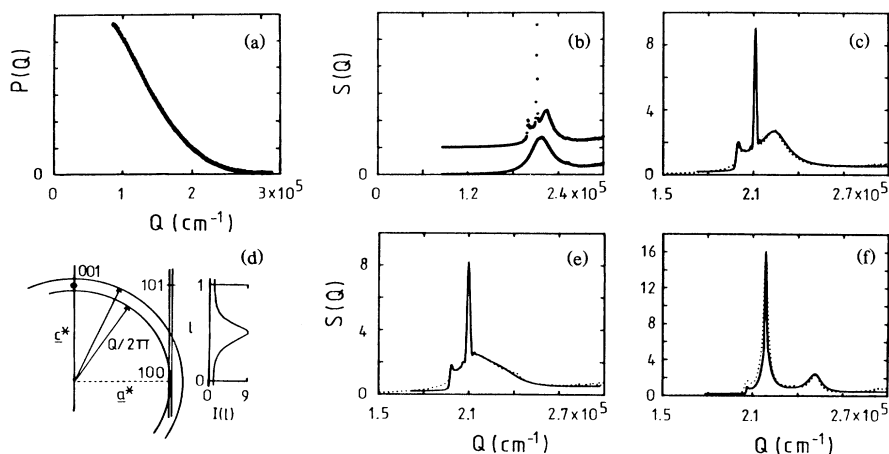 (a)
P(Q)
0
0 1 2 3×10⁵
Q (cm⁻¹)
(b)
S(Q)
0
0 1.2 2.4×10⁵
(c)
8
4
0
1.5 2.1 2.7×10⁵
(d)
001
101
1
c*
Q/2π
l
100
0
a*
0 9
I(l)
(e)
S(Q)
8
4
0
1.5 2.1 2.7×10⁵
Q (cm⁻¹)
(f)
16
12
8
4
0
1.5 2.1 2.7×10⁵
Q (cm⁻¹)